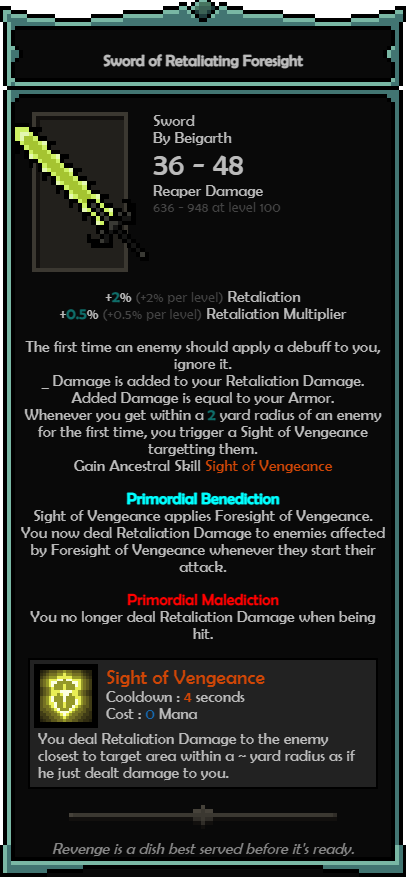 Sword of Retaliating Foresight
Sword
By Beigarth
36 - 48
Reaper Damage
636 - 948 at level 100
+2% (+2% per level) Retaliation
+0.5% (+0.5% per level) Retaliation Multiplier
The first time an enemy should apply a debuff to you,
ignore it.
_ Damage is added to your Retaliation Damage.
Added Damage is equal to your Armor.
Whenever you get within a 2 yard radius of an enemy
for the first time, you trigger a Sight of Vengeance
targetting them.
Gain Ancestral Skill Sight of Vengeance
Primordial Benediction
Sight of Vengeance applies Foresight of Vengeance.
You now deal Retaliation Damage to enemies affected
by Foresight of Vengeance whenever they start their
attack.
Primordial Malediction
You no longer deal Retaliation Damage when being
hit.
Sight of Vengeance
Cooldown : 4 seconds
Cost : 0 Mana
You deal Retaliation Damage to the enemy
closest to target area within a ~ yard radius as if
he just dealt damage to you.
Revenge is a dish best served before it's ready.